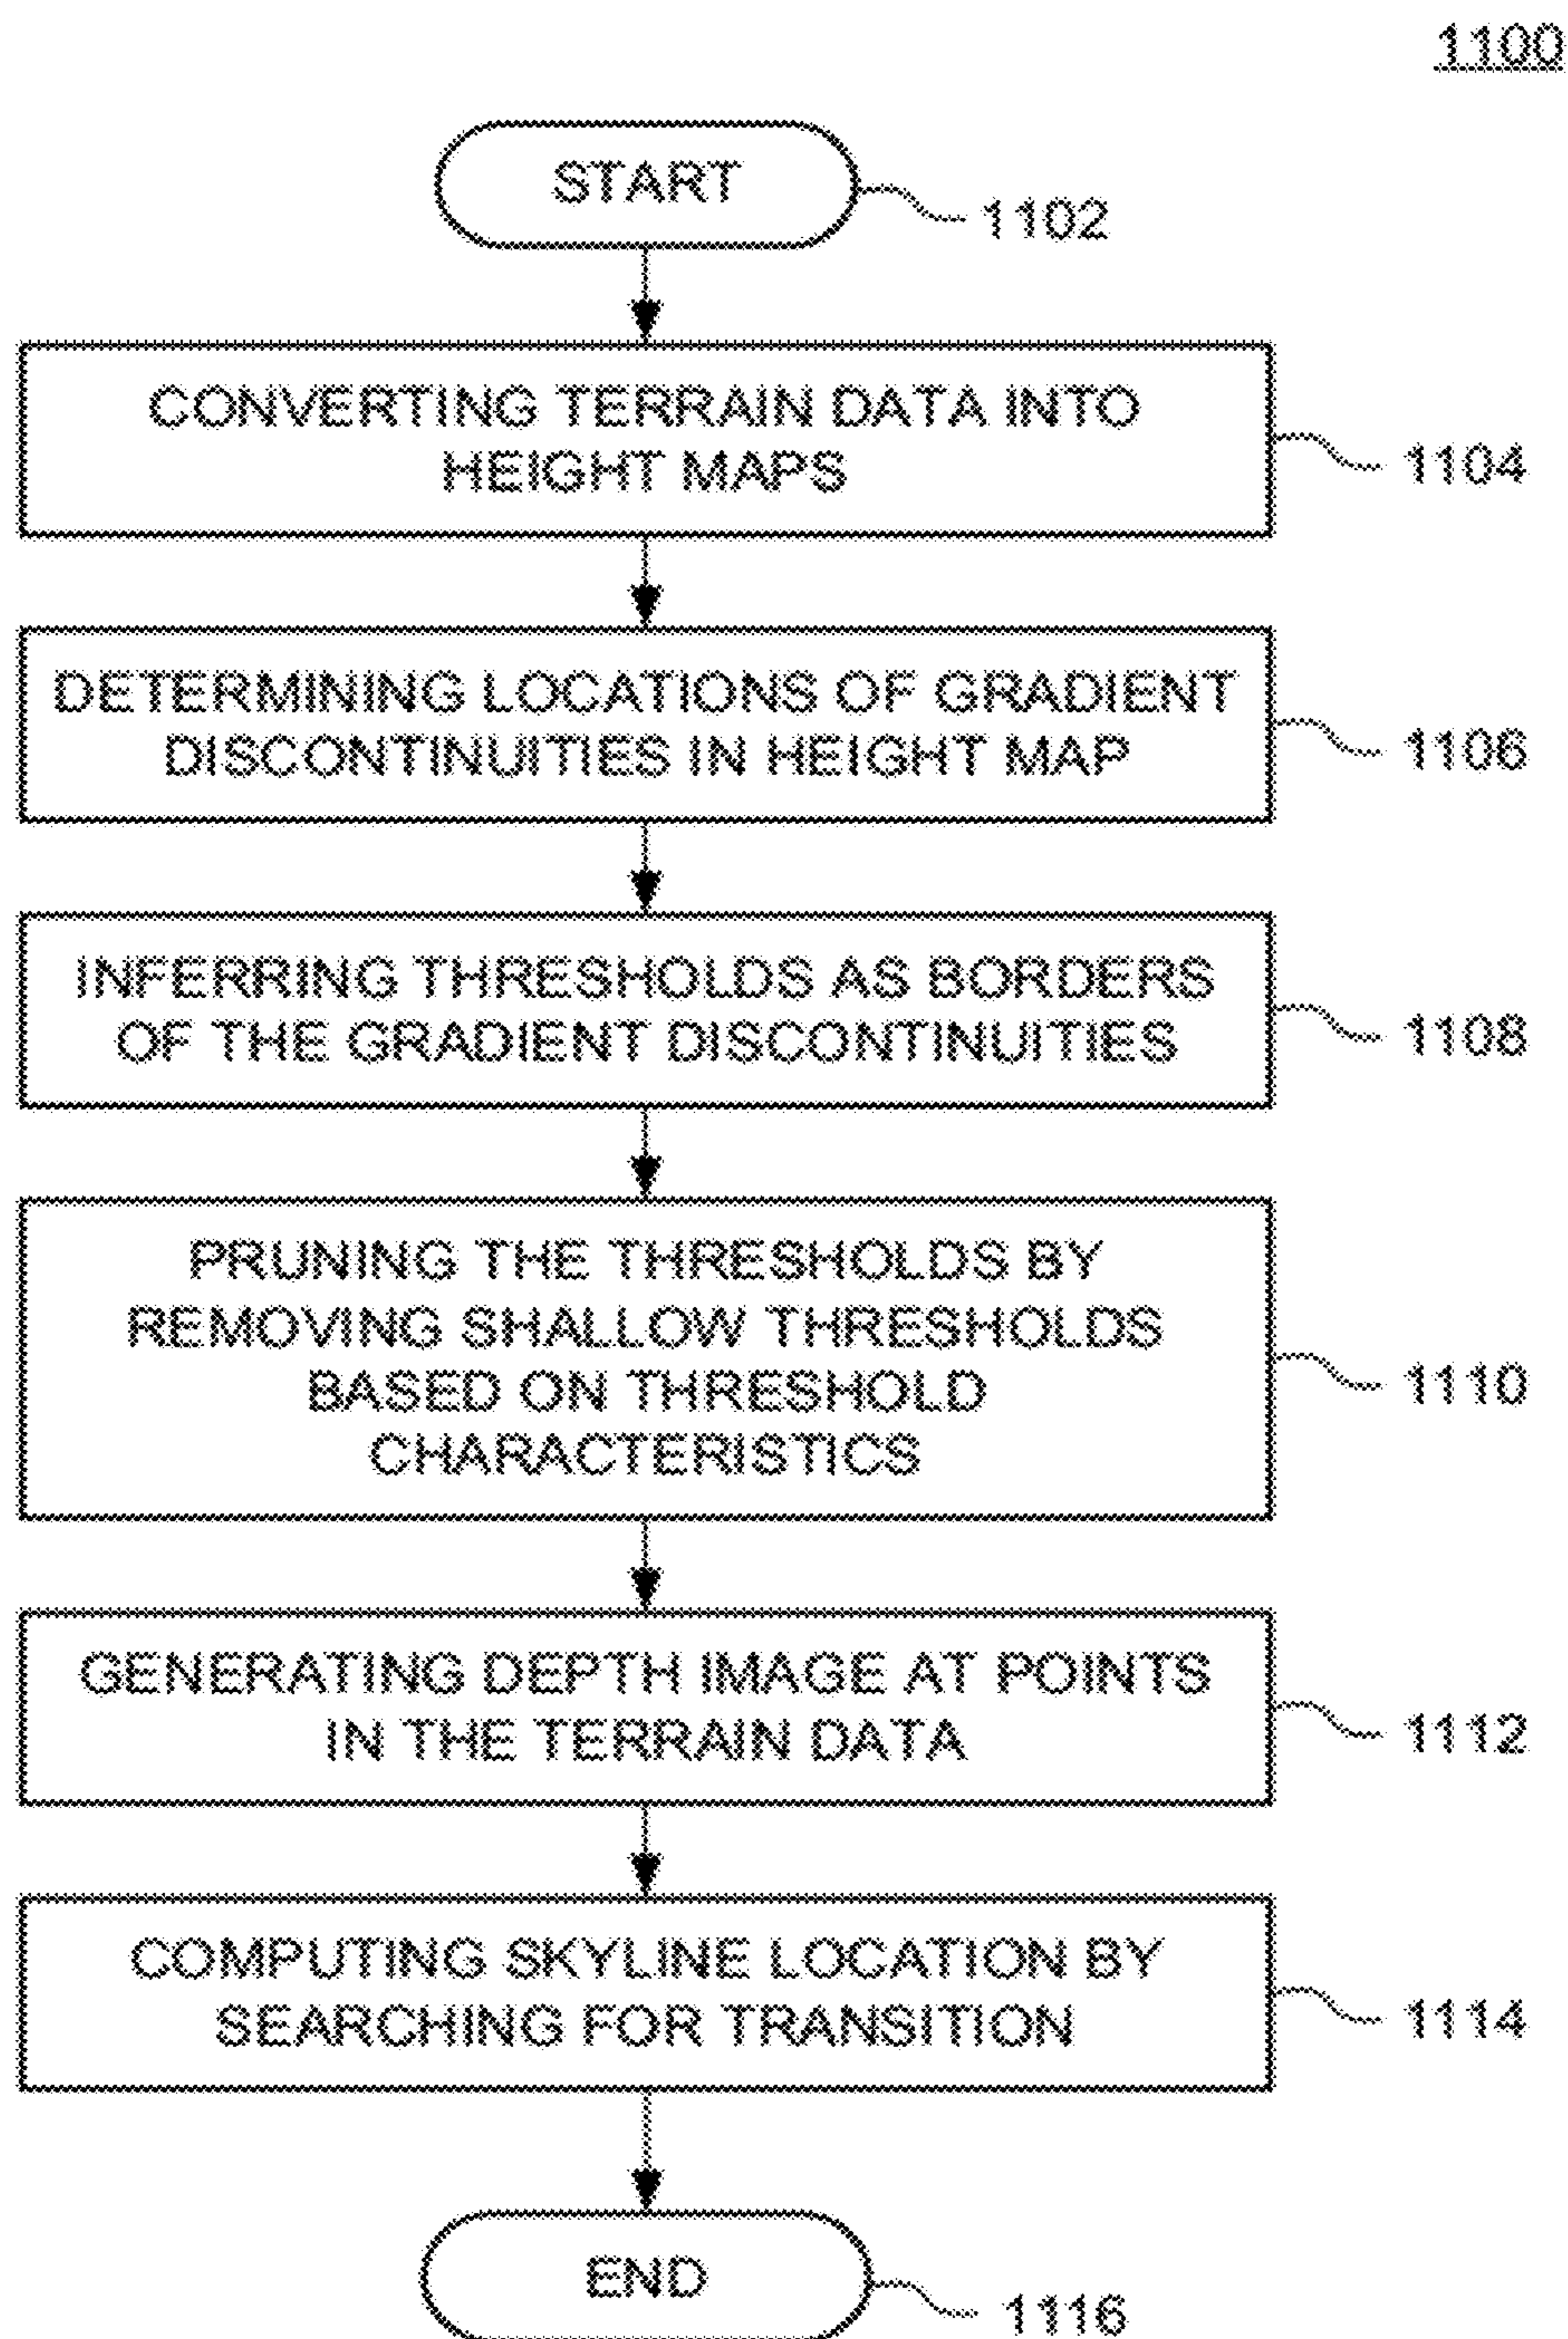 1100
START
1102
CONVERTING TERRAIN DATA INTO
HEIGHT MAPS
1104
DETERMINING LOCATIONS OF GRADIENT
DISCONTINUITIES IN HEIGHT MAP
1106
INFERRING THRESHOLDS AS BORDERS
OF THE GRADIENT DISCONTINUITIES
1108
PRUNING THE THRESHOLDS BY
REMOVING SHALLOW THRESHOLDS
BASED ON THRESHOLD
CHARACTERISTICS
1110
GENERATING DEPTH IMAGE AT POINTS
IN THE TERRAIN DATA
1112
COMPUTING SKYLINE LOCATION BY
SEARCHING FOR TRANSITION
1114
END
1116